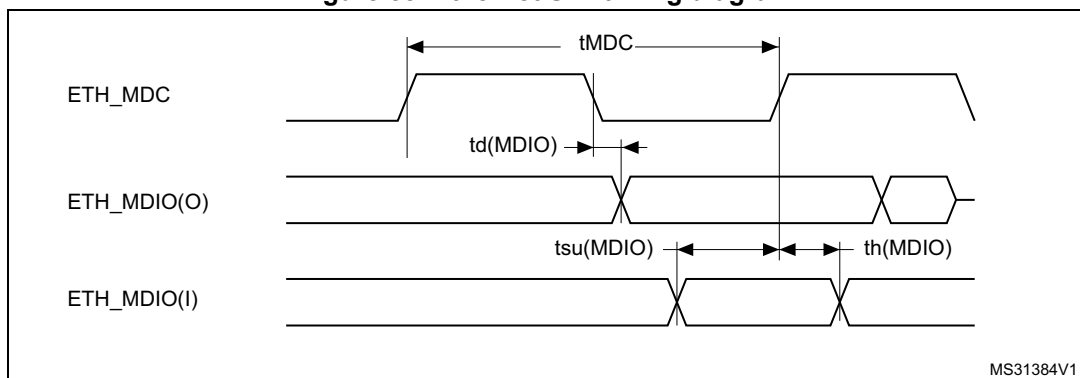 tMDC
ETH_MDC
td(MDIO)
ETH_MDIO(O)
tsu(MDIO) th(MDIO)
ETH_MDIO(I)
MS31384V1